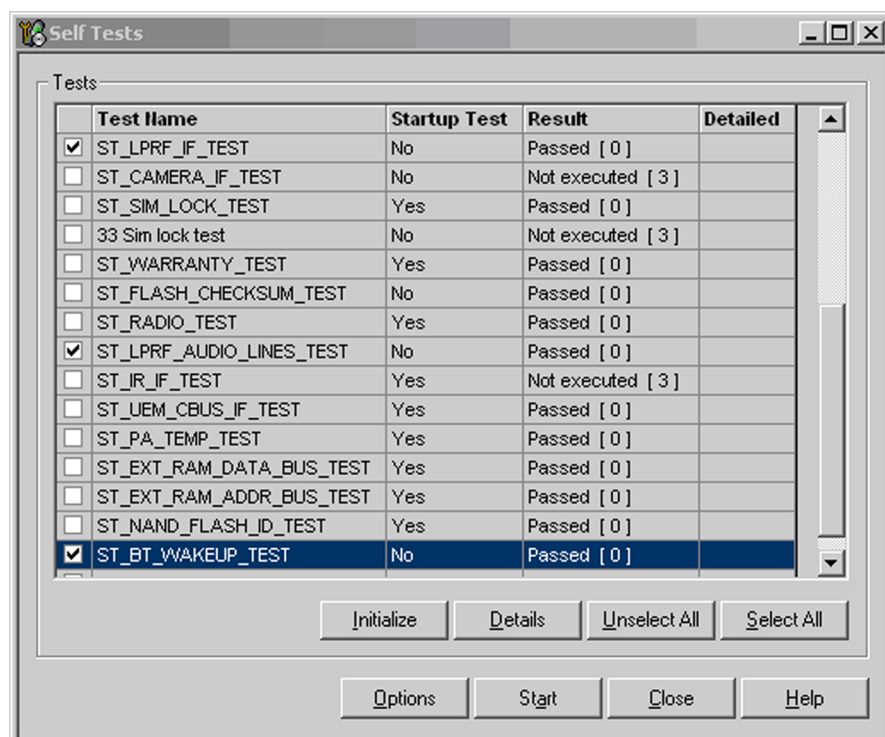 Self Tests
Tests
Test Name Startup Test Result Detailed
ST_LPRF_IF_TEST No Passed [ 0 ]
ST_CAMERA_IF_TEST No Not executed [ 3 ]
ST_SIM_LOCK_TEST Yes Passed [ 0 ]
33 Sim lock test No Not executed [ 3 ]
ST_WARRANTY_TEST Yes Passed [ 0 ]
ST_FLASH_CHECKSUM_TEST No Passed [ 0 ]
ST_RADIO_TEST Yes Passed [ 0 ]
ST_LPRF_AUDIO_LINES_TEST No Passed [ 0 ]
ST_IR_IF_TEST Yes Not executed [ 3 ]
ST_UEM_CBUS_IF_TEST Yes Passed [ 0 ]
ST_PA_TEMP_TEST Yes Passed [ 0 ]
ST_EXT_RAM_DATA_BUS_TEST Yes Passed [ 0 ]
ST_EXT_RAM_ADDR_BUS_TEST Yes Passed [ 0 ]
ST_NAND_FLASH_ID_TEST Yes Passed [ 0 ]
ST_BT_WAKEUP_TEST No Passed [ 0 ]
Initialize Details Unselect All Select All
Options Start Close Help